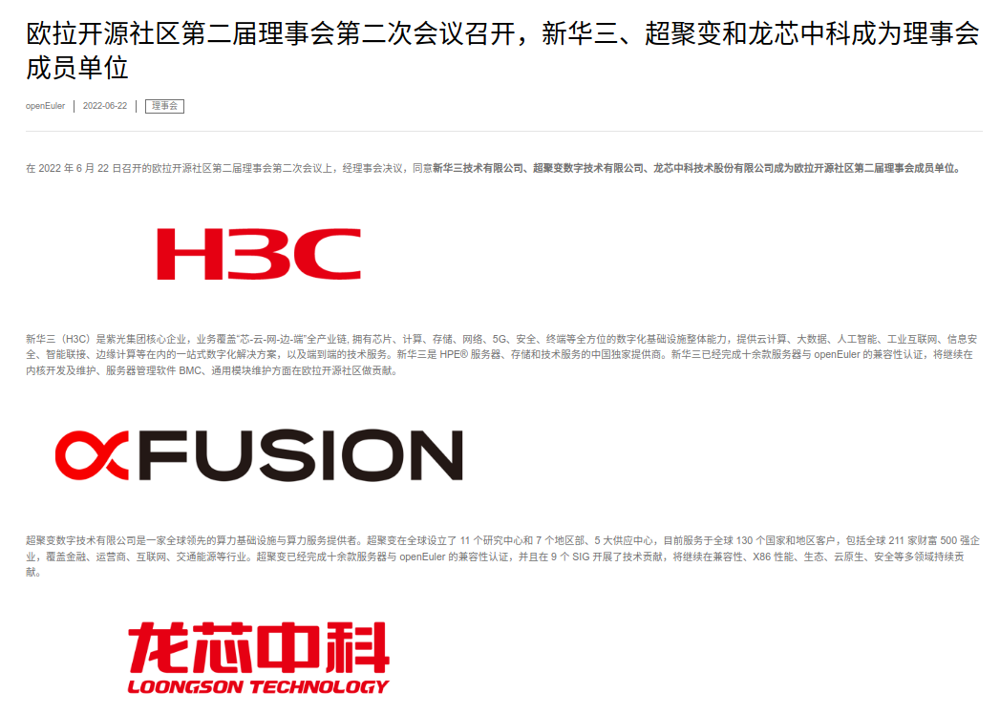 欧拉开源社区第二届理事会第二次会议召开，新华三、超聚变和龙芯中科成为理事会
成员单位
openEuler | 2022-06-22 | 理事会
在 2022 年 6 月 22 日召开的欧拉开源社区第二届理事会第二次会议上，经理事会决议，同意新华三技术有限公司、超聚变数字技术有限公司、龙芯中科技术股份有限公司成为欧拉开源社区第二届理事会成员单位。
H3C
新华三（H3C）是紫光集团核心企业，业务覆盖“芯-云-网-边-端”全产业链, 拥有芯片、计算、存储、网络、5G、安全、终端等全方位的数字化基础设施整体能力，提供云计算、大数据、人工智能、工业互联网、信息安
全、智能联接、边缘计算等在内的一站式数字化解决方案，以及端到端的技术服务。新华三是 HPE® 服务器、存储和技术服务的中国独家提供商。新华三已经完成十余款服务器与 openEuler 的兼容性认证，将继续在
内核开发及维护、服务器管理软件 BMC、通用模块维护方面在欧拉开源社区做贡献。
FUSION
超聚变数字技术有限公司是一家全球领先的算力基础设施与算力服务提供者。超聚变在全球设立了 11 个研究中心和 7 个地区部、5 大供应中心，目前服务于全球 130 个国家和地区客户，包括全球 211 家财富 500 强企
业，覆盖金融、运营商、互联网、交通能源等行业。超聚变已经完成十余款服务器与 openEuler 的兼容性认证，并且在 9 个 SIG 开展了技术贡献，将继续在兼容性、X86 性能、生态、云原生、安全等多领域持续贡
献。
龙芯中科
LOONGSON TECHNOLOGY